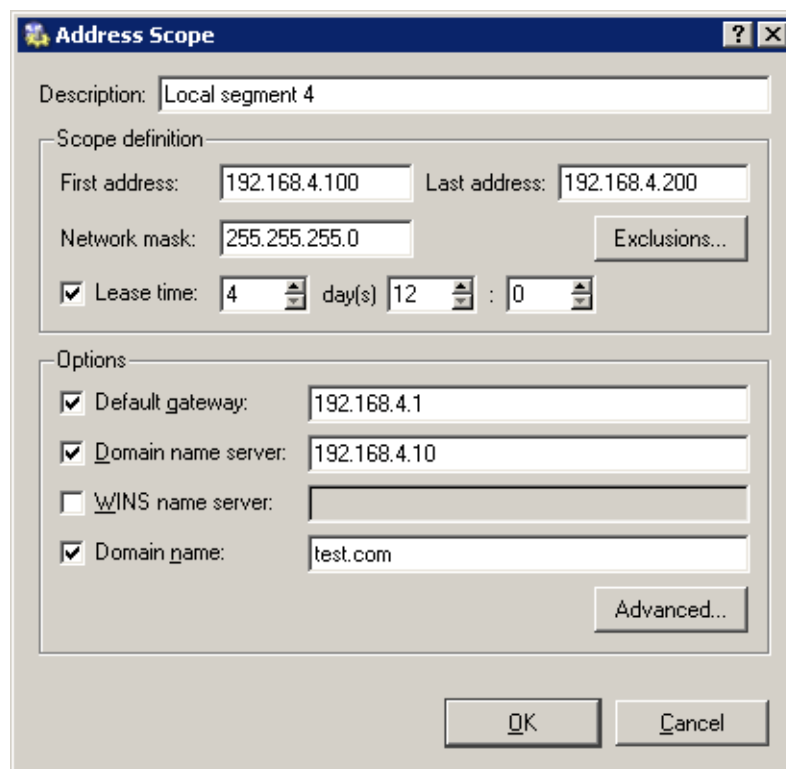 Address Scope
Description: Local segment 4
Scope definition
First address: 192.168.4.100 Last address: 192.168.4.200
Network mask: 255.255.255.0 Exclusions...
Lease time: 4 day(s) 12 : 0
Options
Default gateway: 192.168.4.1
Domain name server: 192.168.4.10
WINS name server:
Domain name: test.com
Advanced...
OK Cancel